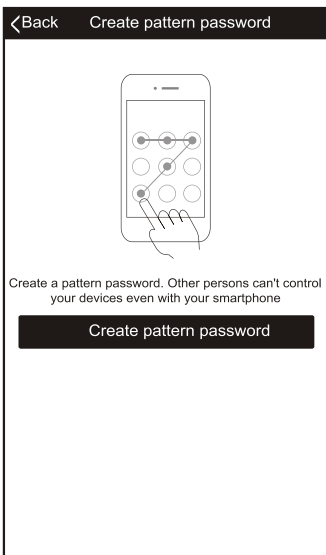 Back Create pattern password
Create a pattern password. Other persons can't control
your devices even with your smartphone
Create pattern password